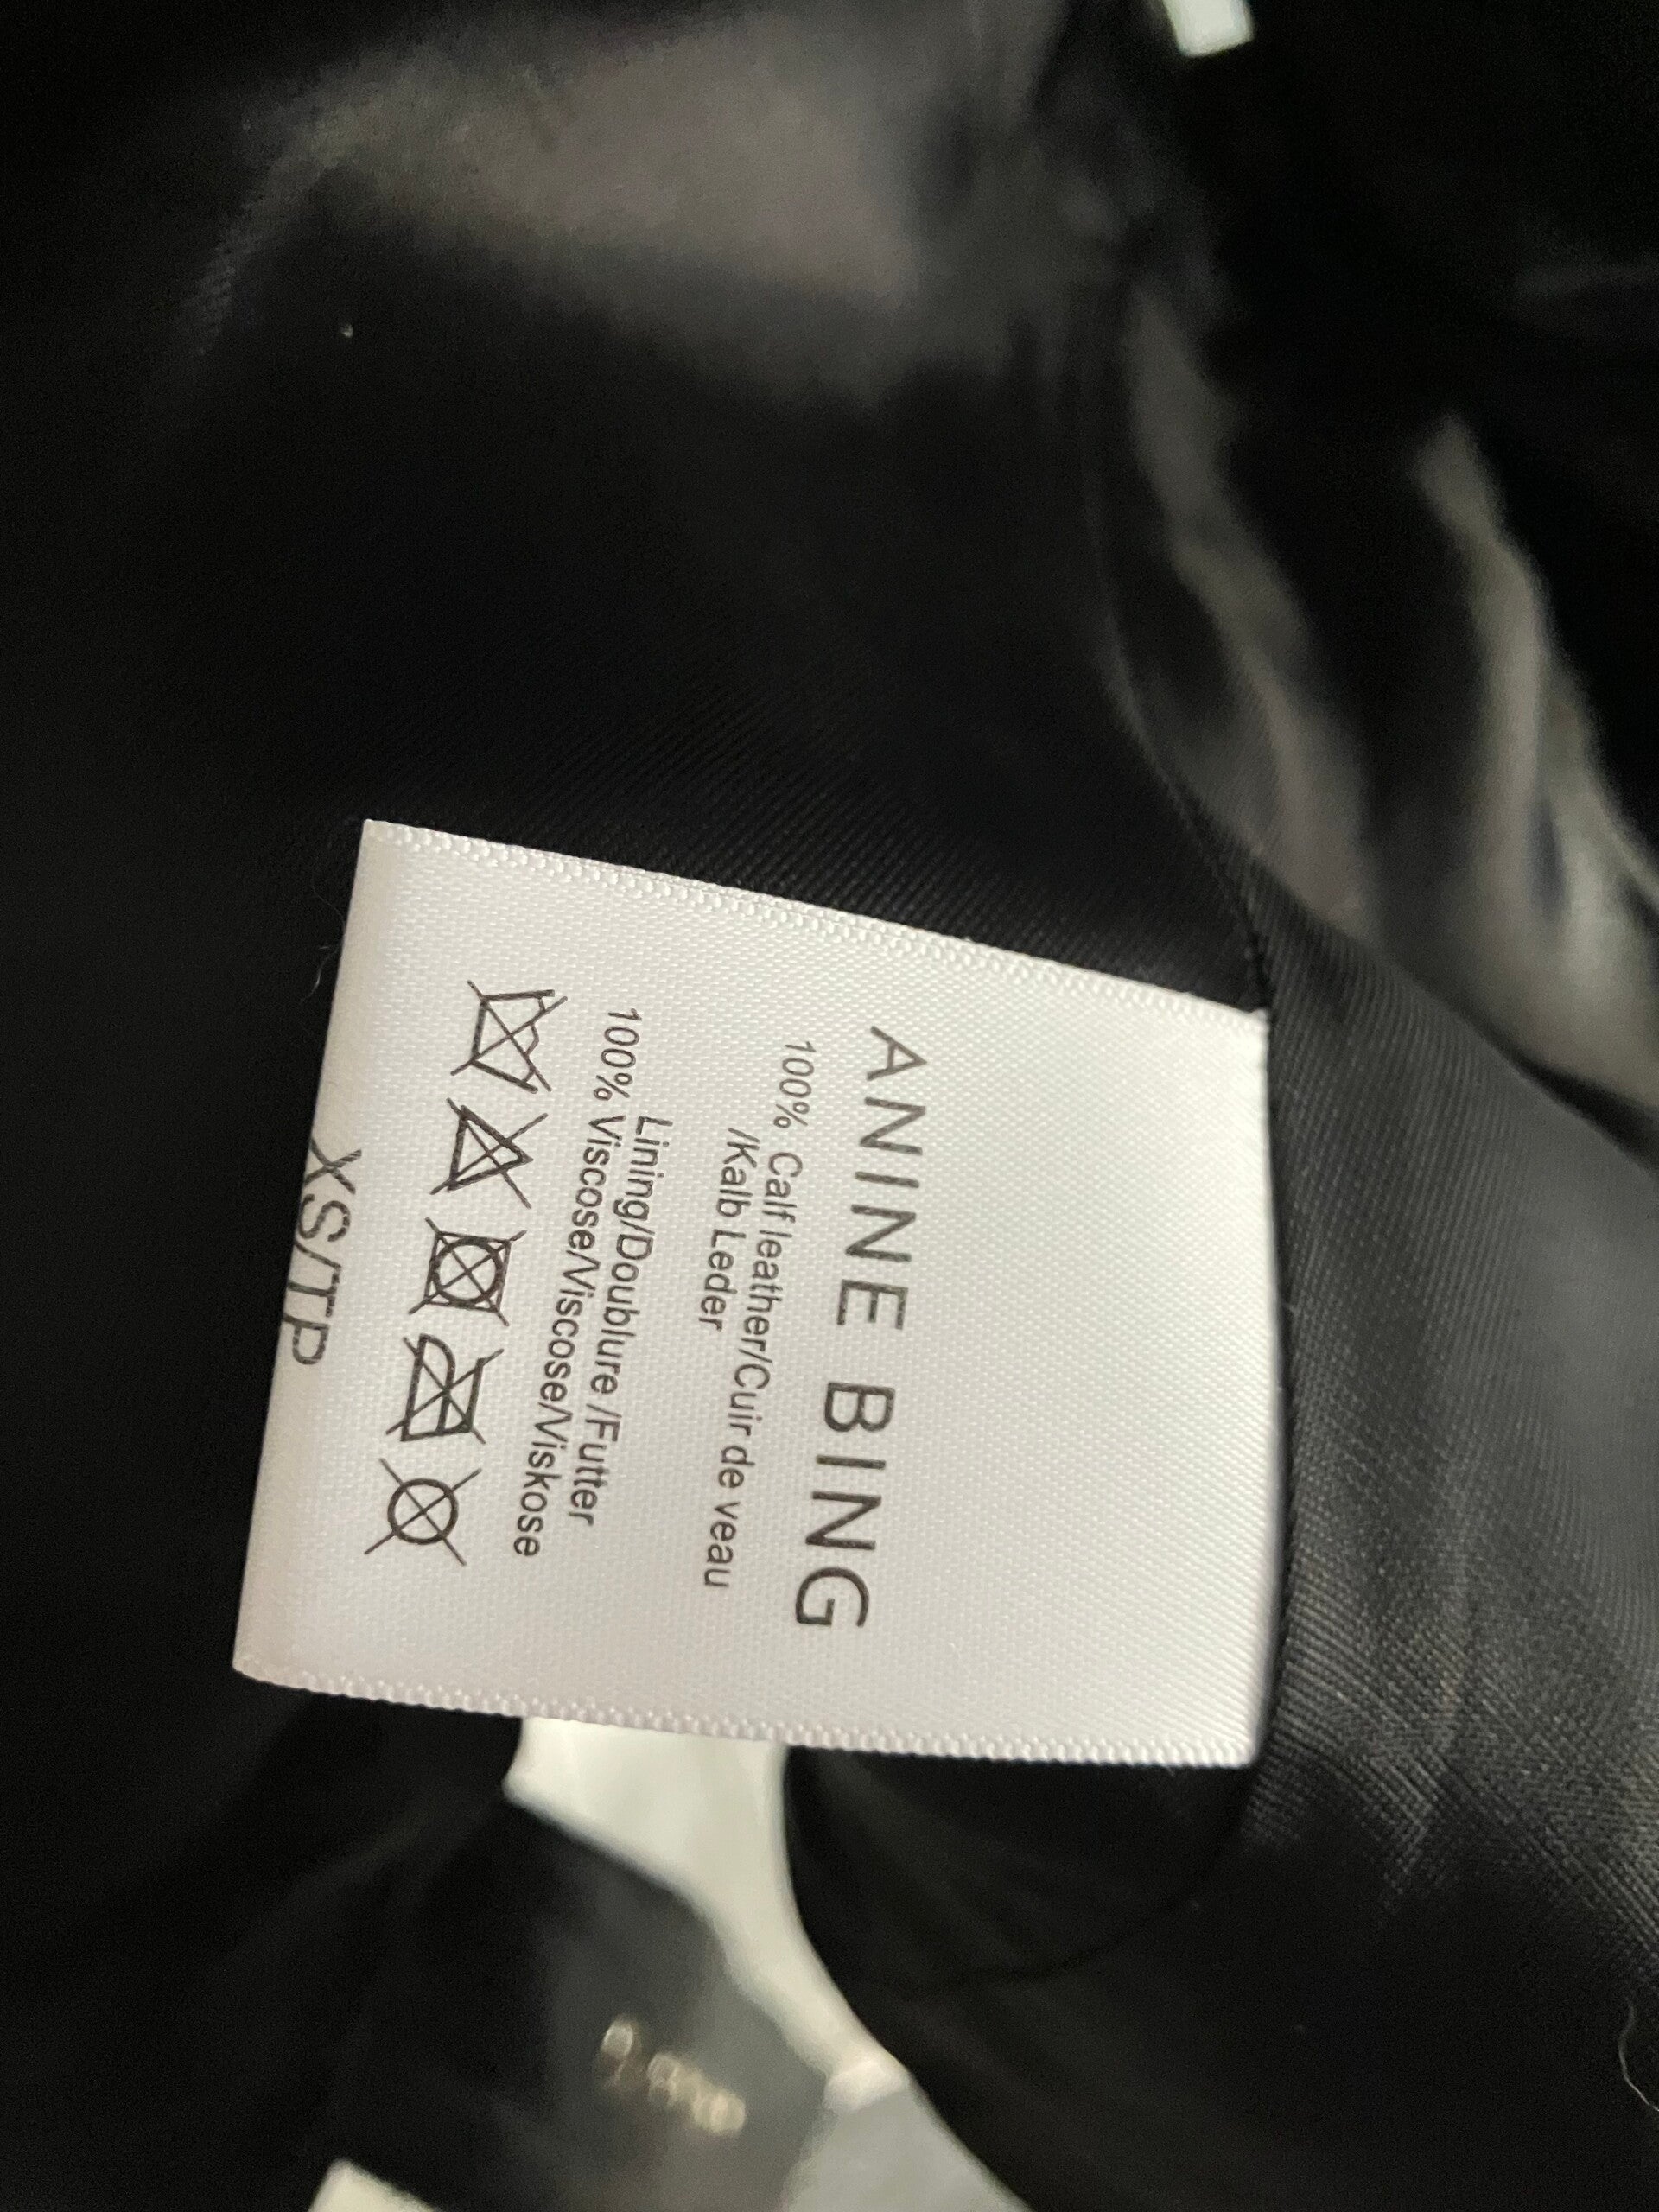 ANINE BING
100% Calf leather/Cuir de veau
/Kalb Leder
Lining/Doublure /Futter
100% Viscose/Viscose/Viskose
XS/TP